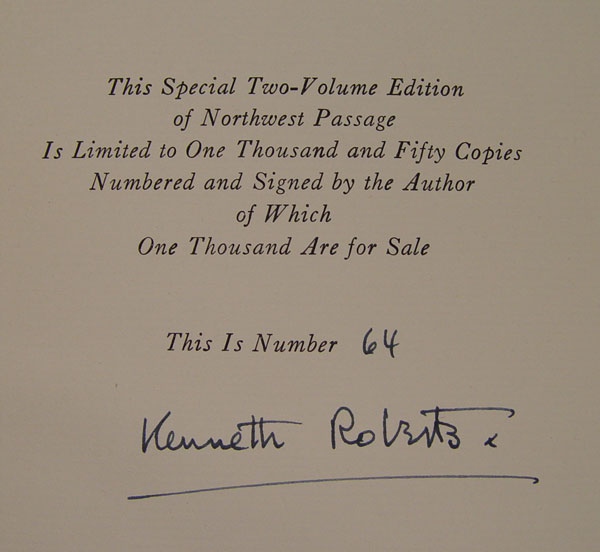 This Special Two-Volume Edition
of Northwest Passage
Is Limited to One Thousand and Fifty Copies
Numbered and Signed by the Author
of Which
One Thousand Are for Sale
This Is Number 64
Kenneth Roberts